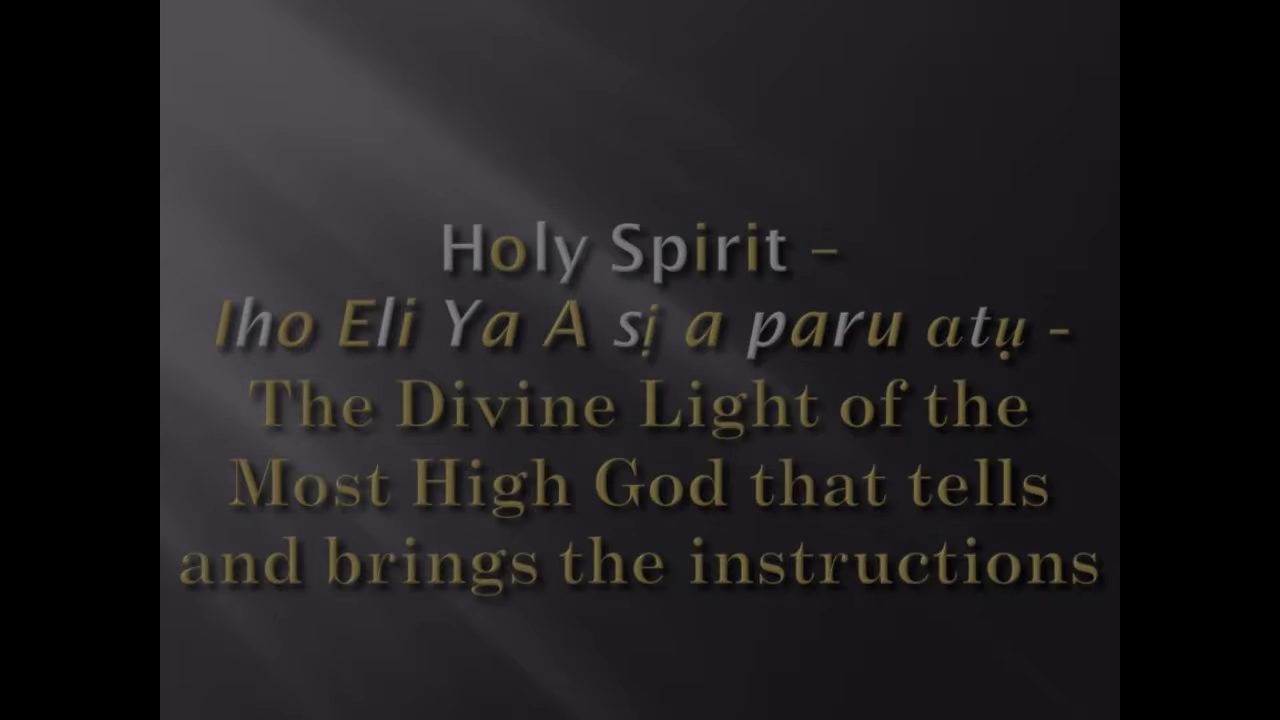 Holy Spirit –
Iho Eli Ya A sị a paru atụ -
The Divine Light of the
Most High God that tells
and brings the instructions